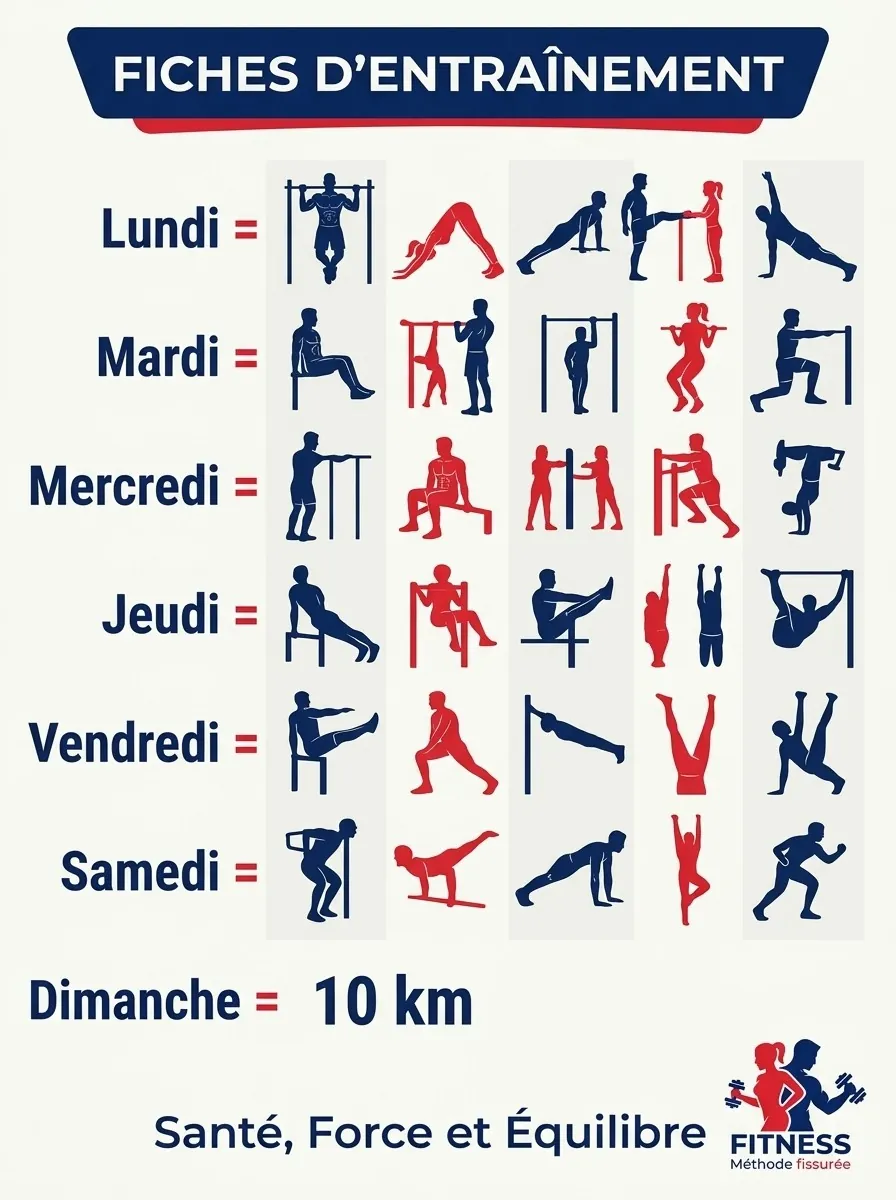 FICHES D’ENTRAÎNEMENT
Lundi =
Mardi =
Mercredi =
Jeudi =
Vendredi =
Samedi =
Dimanche = 10 km
Santé, Force et Équilibre
FITNESS
Méthode fissurée